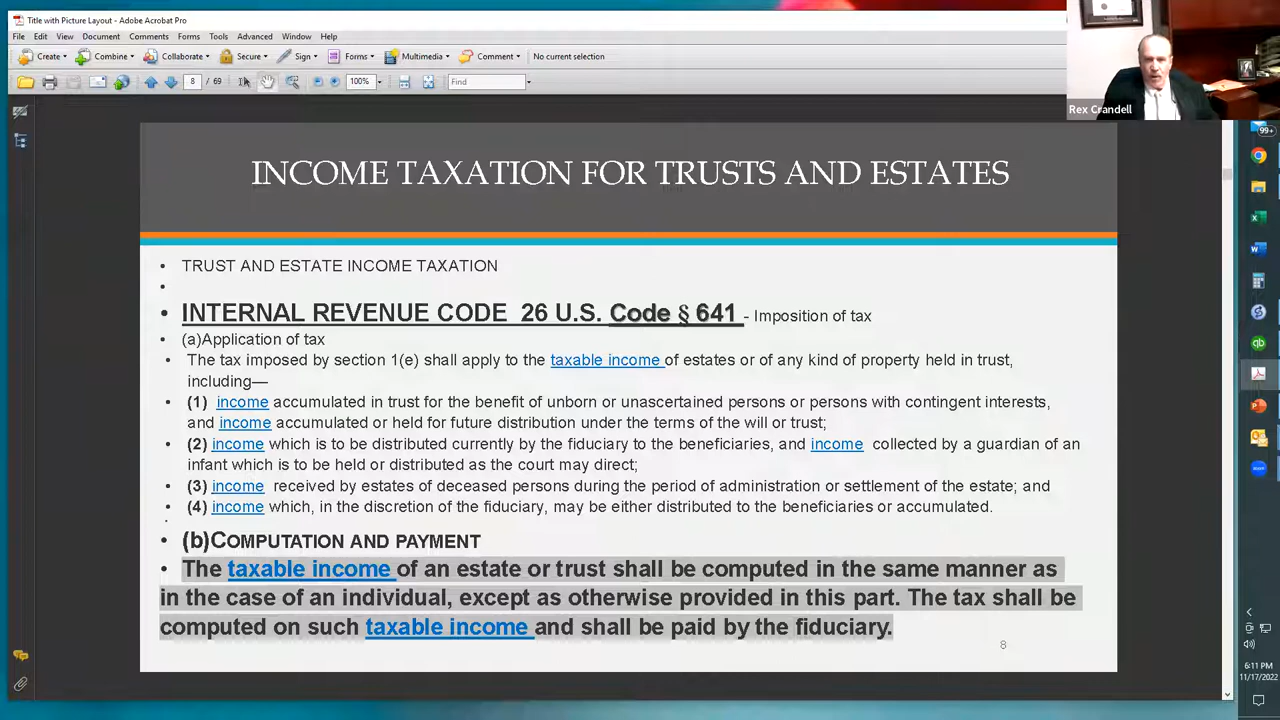 Title with Picture Layout - Adobe Acrobat Pro
File Edit View Document Comments Forms Tools Advanced Window Help
Create Combine Collaborate Secure Sign Forms Multimedia Comment No current selection
8 / 69 100% Find
Rex Crandell
99+
INCOME TAXATION FOR TRUSTS AND ESTATES
• TRUST AND ESTATE INCOME TAXATION
•
• INTERNAL REVENUE CODE 26 U.S. Code § 641 - Imposition of tax
• (a)Application of tax
• The tax imposed by section 1(e) shall apply to the taxable income of estates or of any kind of property held in trust,
including—
• (1) income accumulated in trust for the benefit of unborn or unascertained persons or persons with contingent interests,
and income accumulated or held for future distribution under the terms of the will or trust;
• (2) income which is to be distributed currently by the fiduciary to the beneficiaries, and income collected by a guardian of an
infant which is to be held or distributed as the court may direct;
• (3) income received by estates of deceased persons during the period of administration or settlement of the estate; and
• (4) income which, in the discretion of the fiduciary, may be either distributed to the beneficiaries or accumulated.
• (b)COMPUTATION AND PAYMENT
• The taxable income of an estate or trust shall be computed in the same manner as
in the case of an individual, except as otherwise provided in this part. The tax shall be
computed on such taxable income and shall be paid by the fiduciary.
8
qb
zoom
6:11 PM
11/17/2022